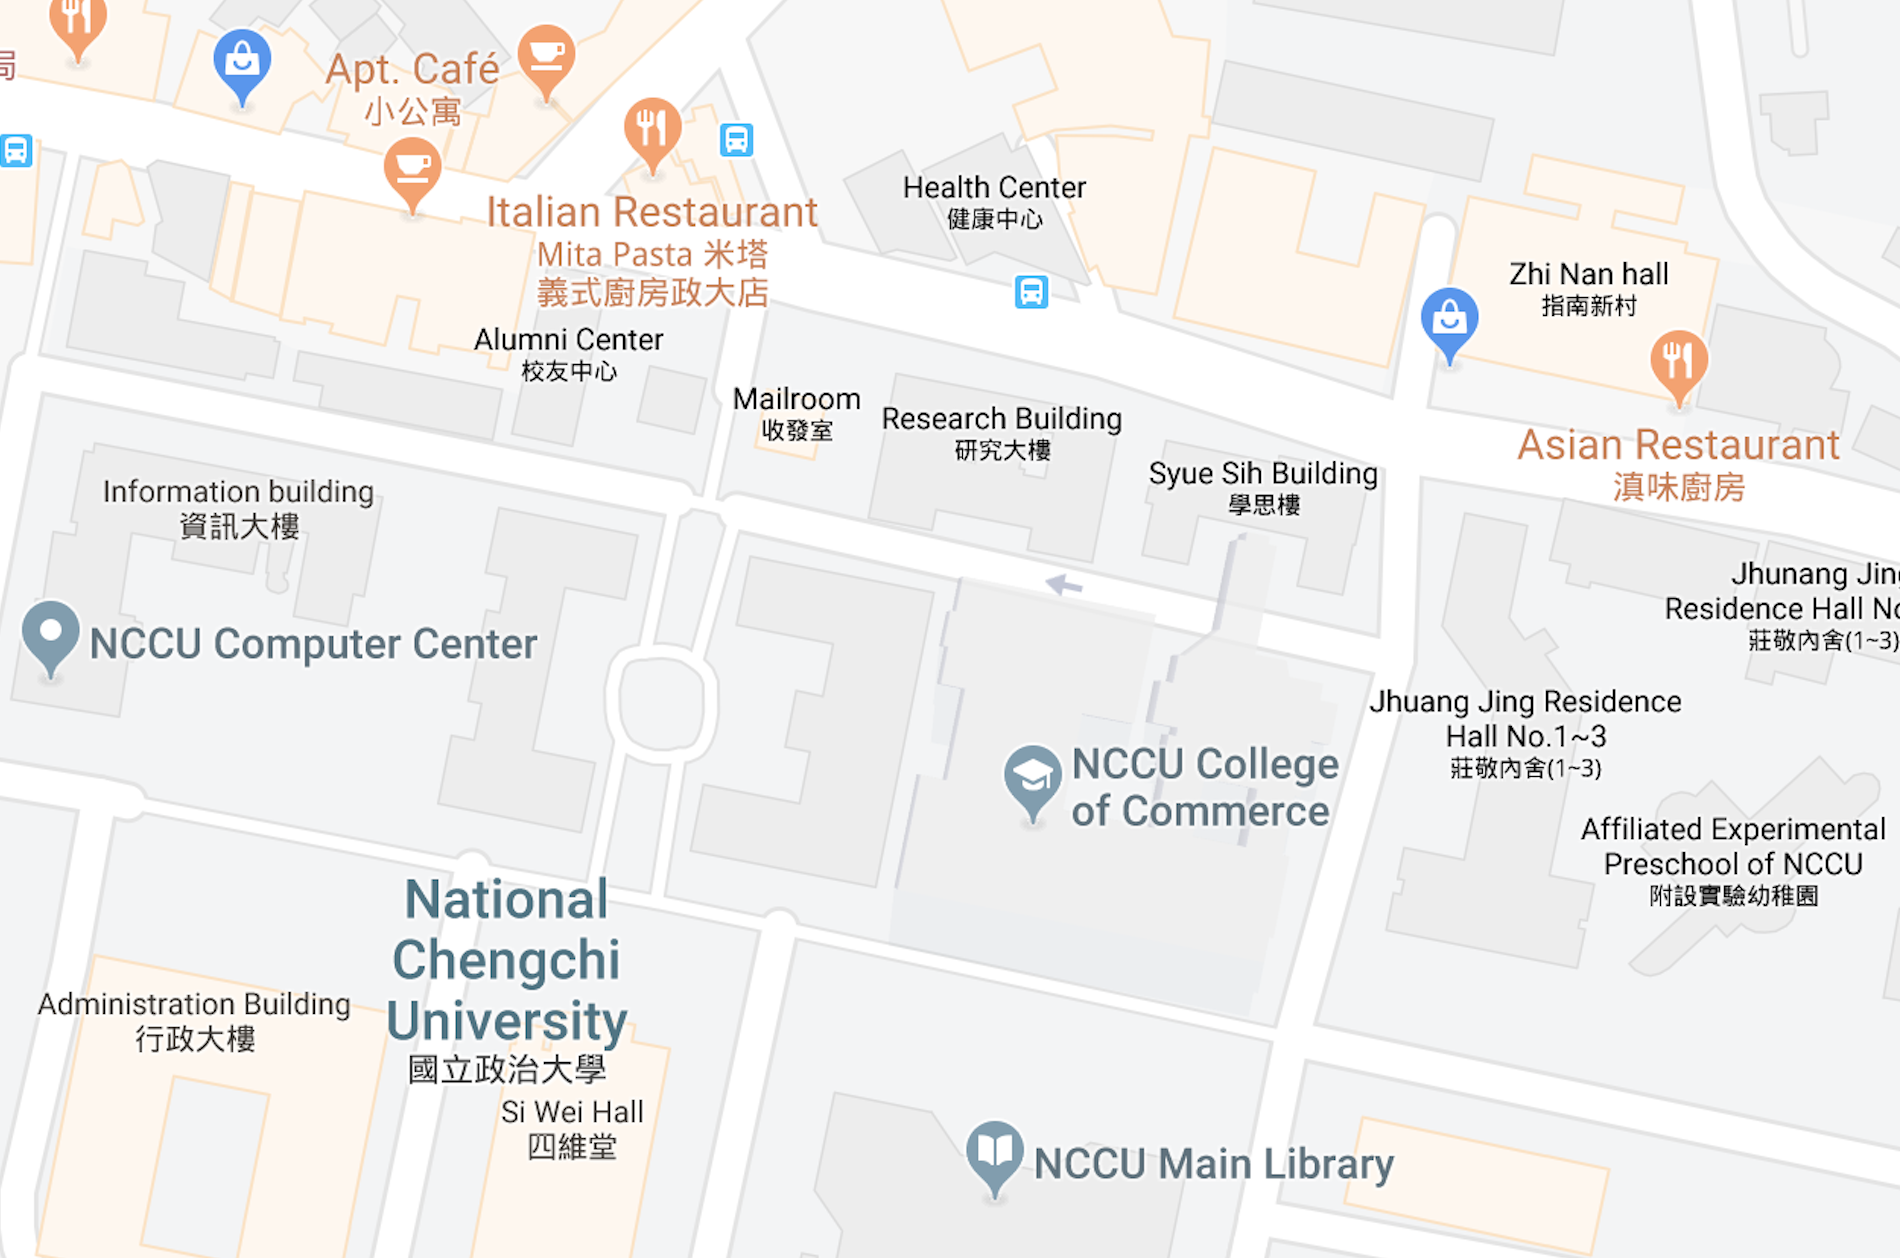 局
Apt. Café
小公寓
Italian Restaurant
Mita Pasta 米塔
義式廚房政大店
Health Center
健康中心
Zhi Nan hall
指南新村
Alumni Center
校友中心
Mailroom
收發室
Research Building
研究大樓
Syue Sih Building
學思樓
Asian Restaurant
滇味廚房
Information building
資訊大樓
NCCU Computer Center
Jhunang Jing
Residence Hall No
莊敬內舍(1~3)
Jhuang Jing Residence
Hall No.1~3
莊敬內舍(1~3)
NCCU College
of Commerce
Affiliated Experimental
Preschool of NCCU
附設實驗幼稚園
National
Chengchi
University
國立政治大學
Administration Building
行政大樓
Si Wei Hall
四維堂
NCCU Main Library